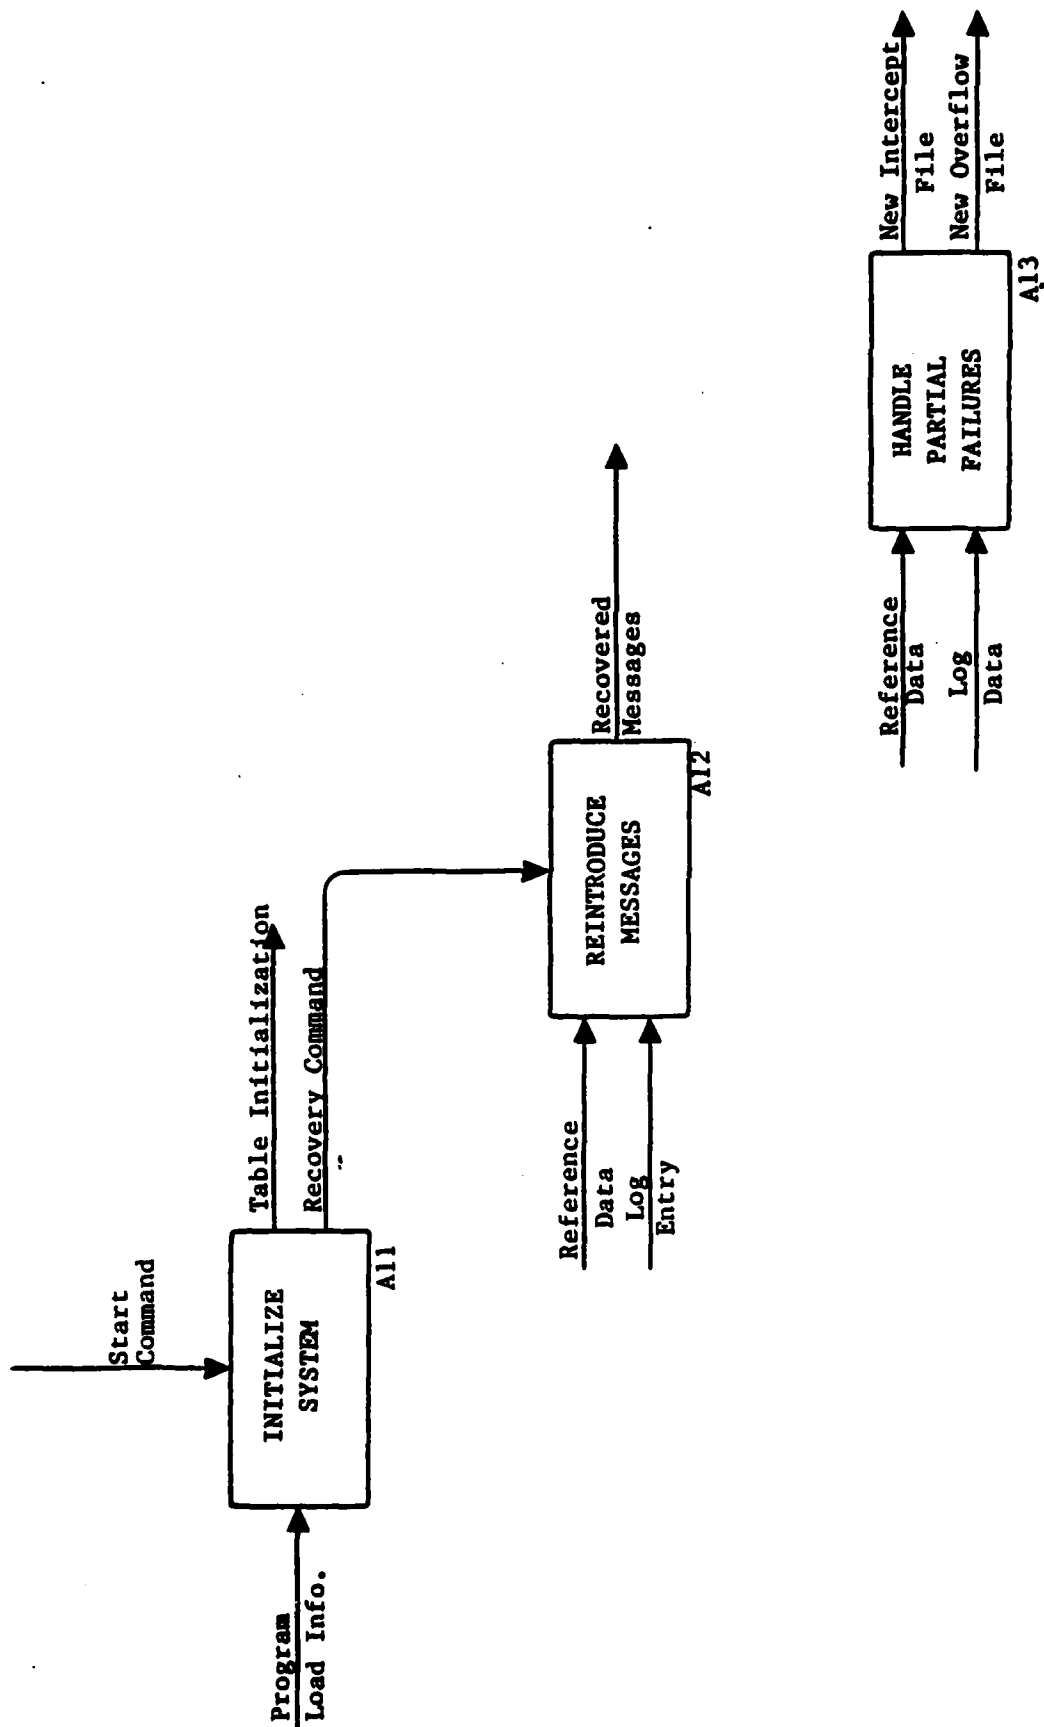 Start
Command
Program
Load Info.
INITIALIZE
SYSTEM
A11
Table Initialization
Recovery Command
Reference
Data
Log
Entry
REINTRODUCE
MESSAGES
A12
Recovered
Messages
Reference
Data
Log
Data
HANDLE
PARTIAL
FAILURES
A13
New Intercept
File
New Overflow
File